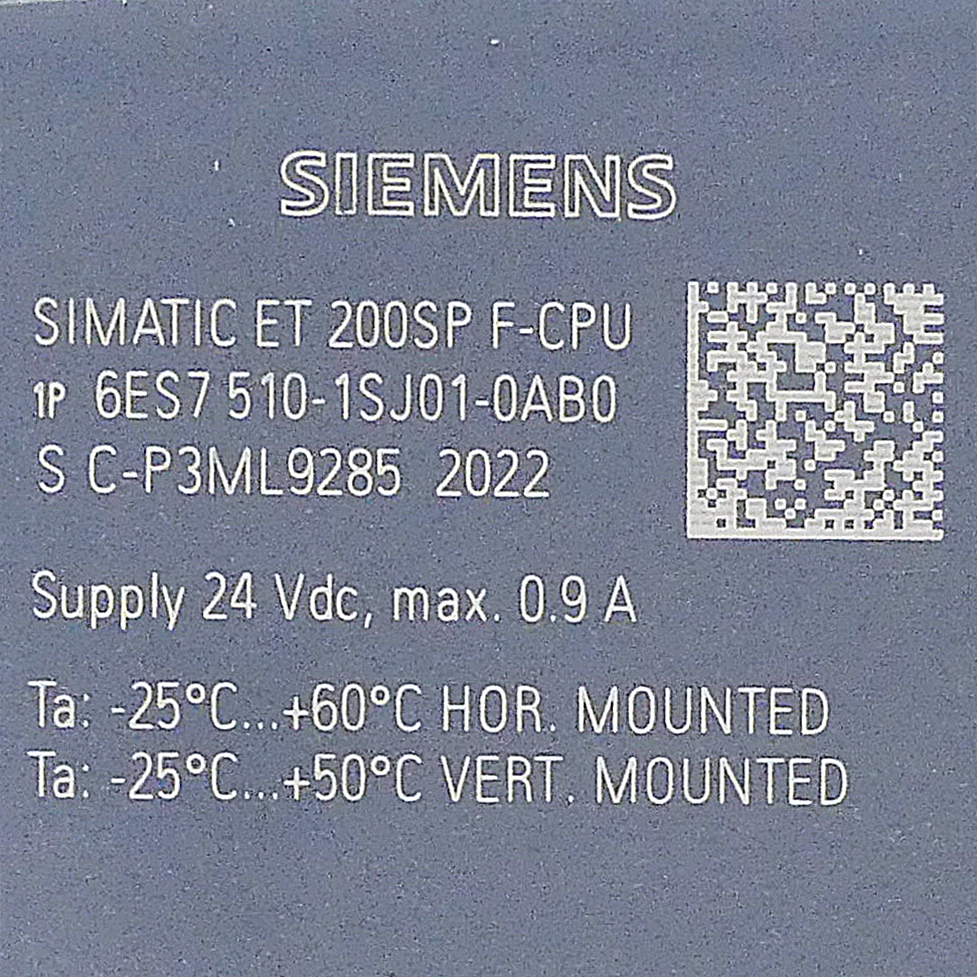 SIEMENS
SIMATIC ET 200SP F-CPU
1P 6ES7 510-1SJ01-0AB0
S C-P3ML9285 2022
Supply 24 Vdc, max. 0.9 A
Ta: -25°C...+60°C HOR. MOUNTED
Ta: -25°C...+50°C VERT. MOUNTED